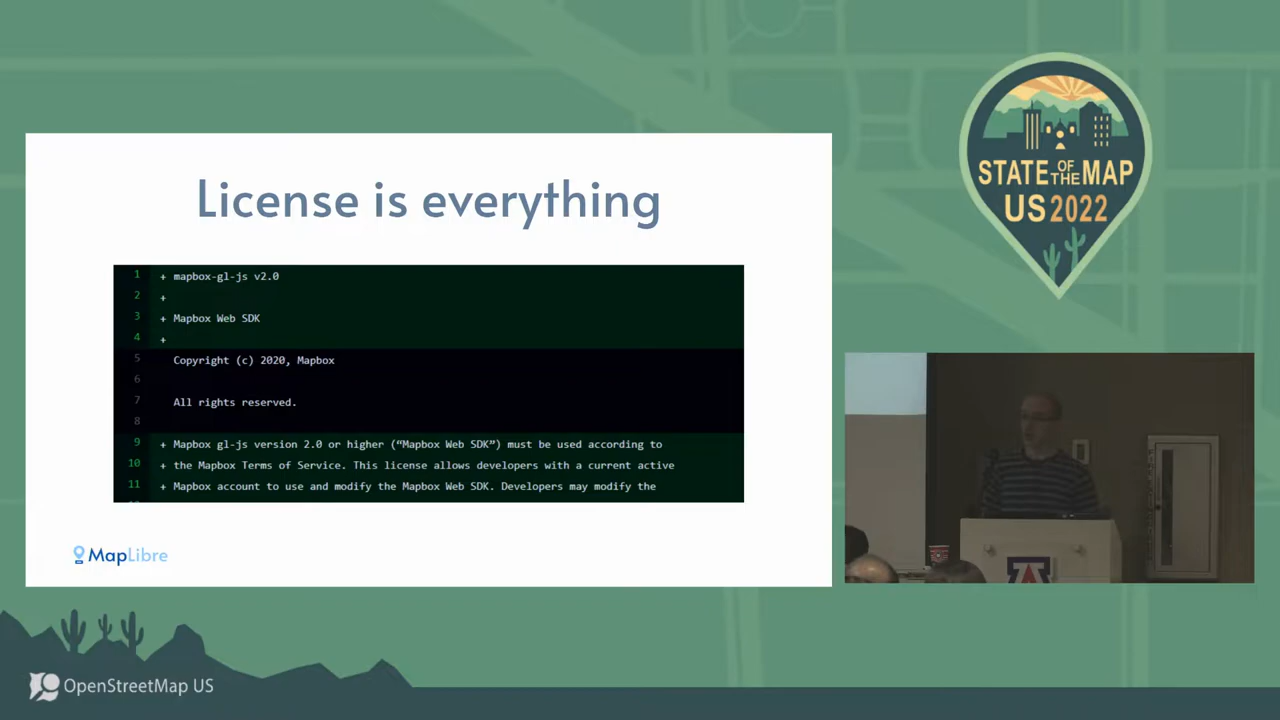 License is everything
1 + mapbox-gl-js v2.0
2 +
3 + Mapbox Web SDK
4 +
5 Copyright (c) 2020, Mapbox
6
7 All rights reserved.
8
9 + Mapbox gl-js version 2.0 or higher (“Mapbox Web SDK”) must be used according to
10 + the Mapbox Terms of Service. This license allows developers with a current active
11 + Mapbox account to use and modify the Mapbox Web SDK. Developers may modify the
MapLibre
STATE OF THE MAP
US 2022
A
OpenStreetMap US